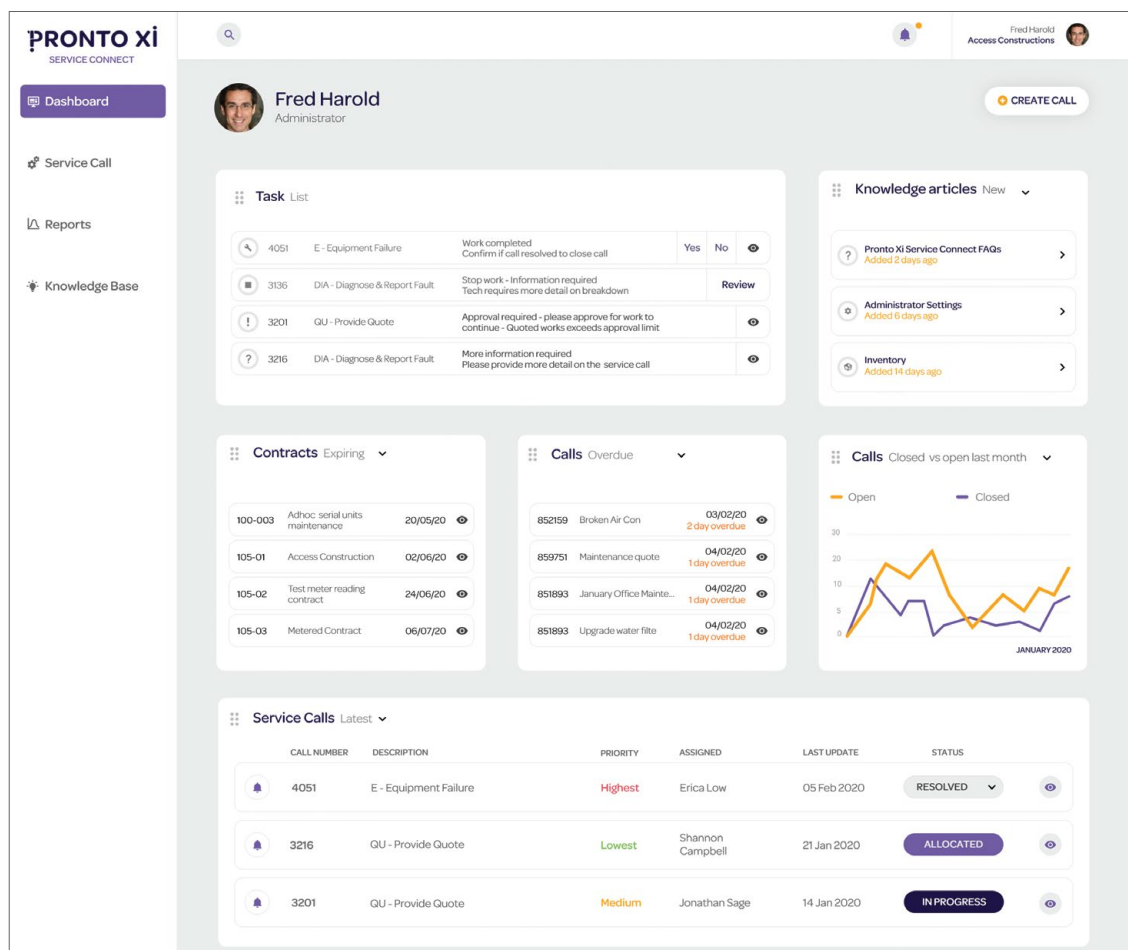 PRONTO Xi
SERVICE CONNECT
Fred Harold
Access Constructions
Dashboard
Service Call
Reports
Knowledge Base
Fred Harold
Administrator
CREATE CALL
Task List
4051 E - Equipment Failure Work completed
Confirm if call resolved to close call Yes No
3136 DIA - Diagnose & Report Fault Stop work - Information required
Tech requires more detail on breakdown Review
3201 QU - Provide Quote Approval required - please approve for work to
continue - Quoted works exceeds approval limit
3216 DIA - Diagnose & Report Fault More information required
Please provide more detail on the service call
Knowledge articles New
Pronto Xi Service Connect FAQs
Added 2 days ago
Administrator Settings
Added 6 days ago
Inventory
Added 14 days ago
Contracts Expiring
100-003 Adhoc serial units
maintenance 20/05/20
105-01 Access Construction 02/06/20
105-02 Test meter reading
contract 24/06/20
105-03 Metered Contract 06/07/20
Calls Overdue
852159 Broken Air Con 03/02/20
2 day overdue
859751 Maintenance quote 04/02/20
1 day overdue
851893 January Office Mainte... 04/02/20
1 day overdue
851893 Upgrade water filte 04/02/20
1 day overdue
Calls Closed vs open last month
Open Closed
30
20
10
5
0
JANUARY 2020
Service Calls Latest
CALL NUMBER DESCRIPTION PRIORITY ASSIGNED LAST UPDATE STATUS
4051 E - Equipment Failure Highest Erica Low 05 Feb 2020 RESOLVED
3216 QU - Provide Quote Lowest Shannon
Campbell 21 Jan 2020 ALLOCATED
3201 QU - Provide Quote Medium Jonathan Sage 14 Jan 2020 IN PROGRESS